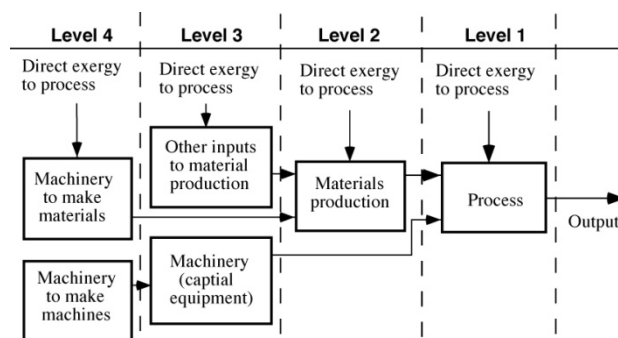 Level 4
Level 3
Level 2
Level 1
Direct exergy
to process
Direct exergy
to process
Direct exergy
to process
Direct exergy
to process
Machinery
to make
materials
Other inputs
to material
production
Materials
production
Process
Output
Machinery
to make
machines
Machinery
(captial
equipment)